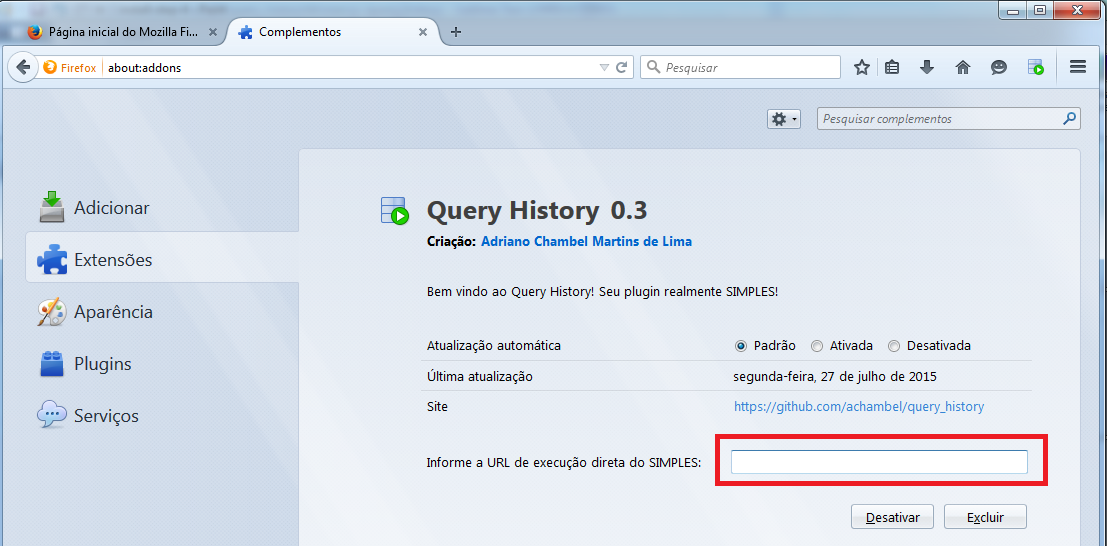 Página inicial do Mozilla Fi...
Complementos
Firefox about:addons
Pesquisar
Pesquisar complementos
Adicionar
Extensões
Aparência
Plugins
Serviços
Query History 0.3
Criação: Adriano Chambel Martins de Lima
Bem vindo ao Query History! Seu plugin realmente SIMPLES!
Atualização automática Padrão Ativada Desativada
Última atualização segunda-feira, 27 de julho de 2015
Site https://github.com/achambel/query_history
Informe a URL de execução direta do SIMPLES:
Desativar Excluir